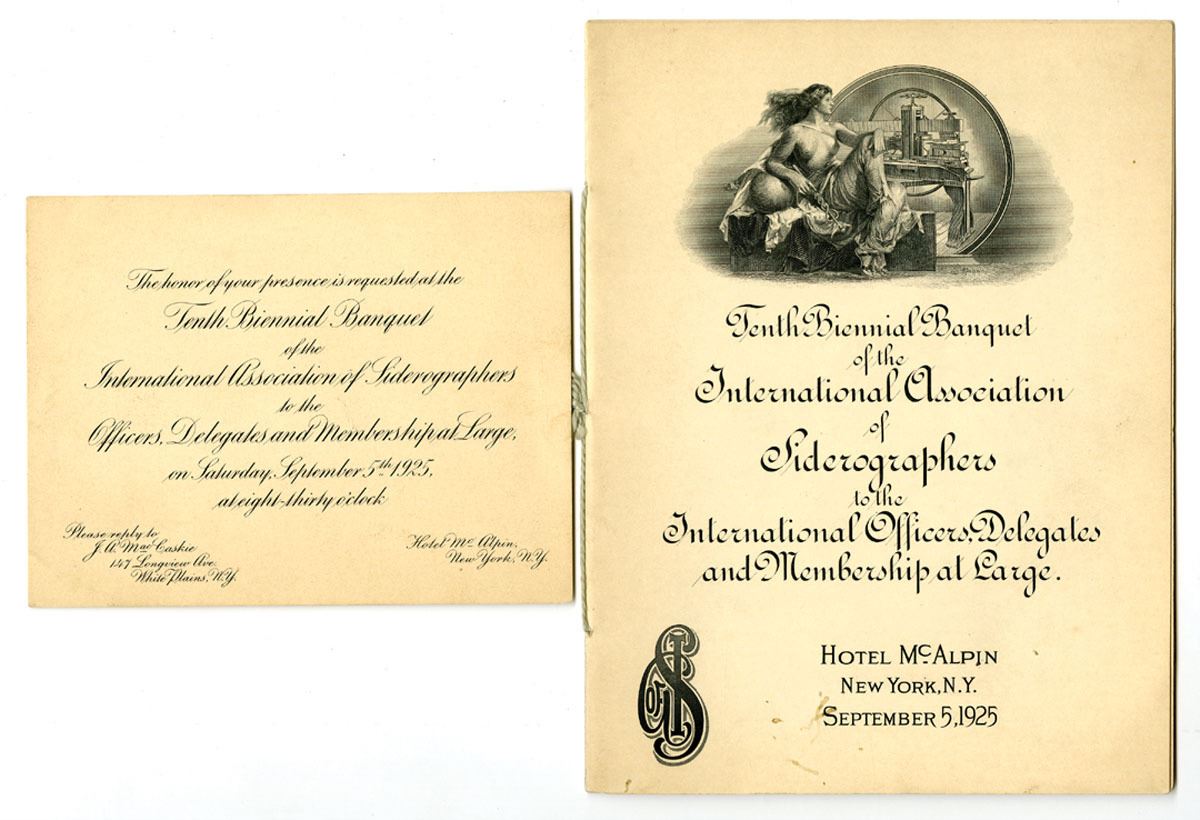 The honor of your presence is requested at the
Tenth Biennial Banquet
of the
International Association of Siderographers
to the
Officers, Delegates and Membership at Large,
on Saturday, September 5th 1925,
at eight-thirty o'clock
Please reply to
J. A. MacCaskie
147 Longview Ave.
White Plains, N.Y.
Hotel Mc Alpin,
New York, N.Y.
Tenth Biennial Banquet
of the
International Association
of
Siderographers
to the
International Officers, Delegates
and Membership at Large.
HOTEL McALPIN
NEW YORK, N.Y.
SEPTEMBER 5, 1925